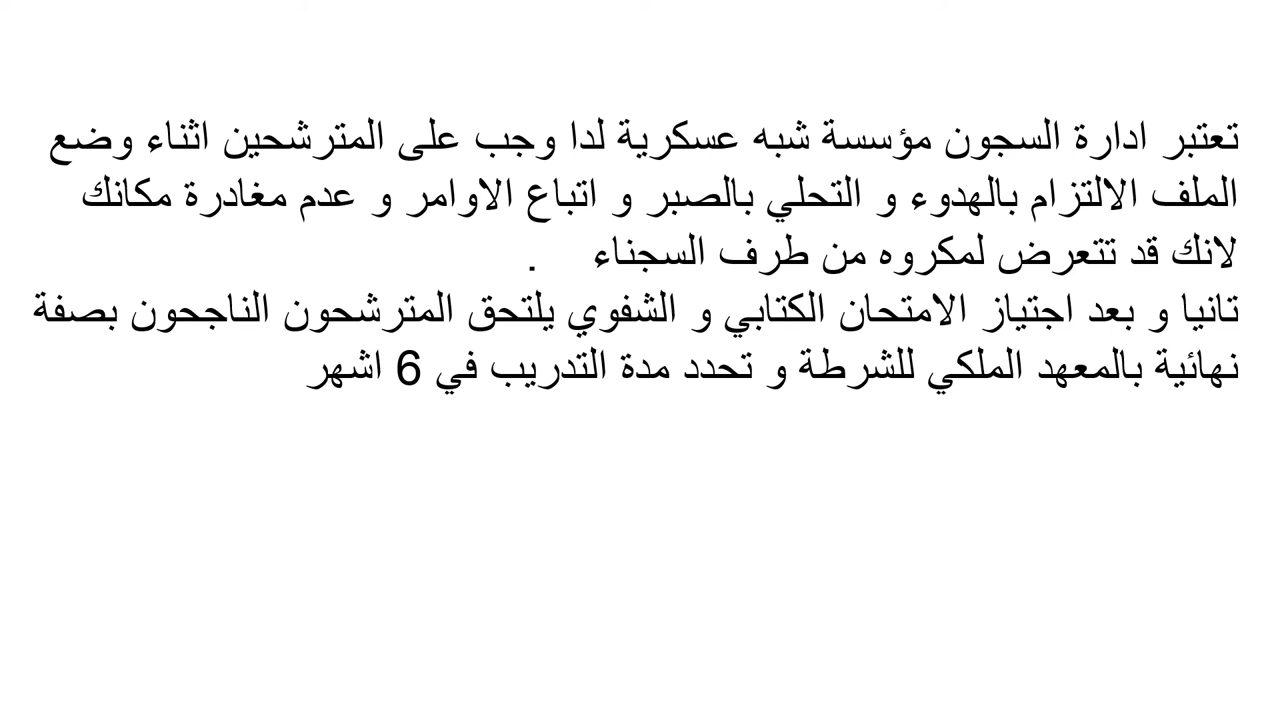 تعتبر ادارة السجون مؤسسة شبه عسكرية لدا وجب على المترشحين اثناء وضع
الملف الالتزام بالهدوء و التحلي بالصبر و اتباع الاوامر و عدم مغادرة مكانك
لانك قد تتعرض لمكروه من طرف السجناء .
تانيا و بعد اجتياز الامتحان الكتابي و الشفوي يلتحق المترشحون الناجحون بصفة
نهائية بالمعهد الملكي للشرطة و تحدد مدة التدريب في 6 اشهر